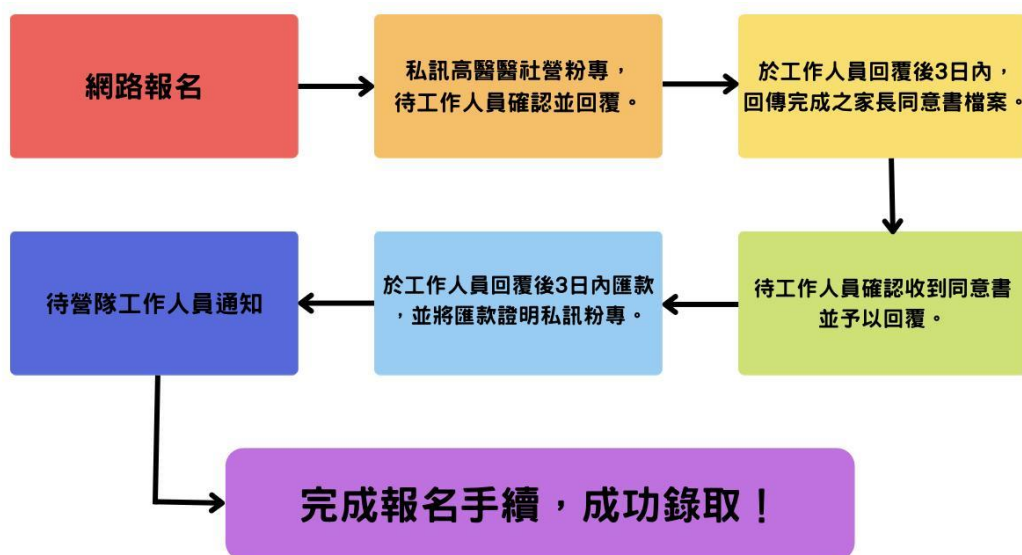 網路報名
私訊高醫醫社營粉專，
待工作人員確認並回覆。
於工作人員回覆後3日內，
回傳完成之家長同意書檔案。
待工作人員確認收到同意書
並予以回覆。
於工作人員回覆後3日內匯款
，並將匯款證明私訊粉專。
待營隊工作人員通知
完成報名手續，成功錄取！